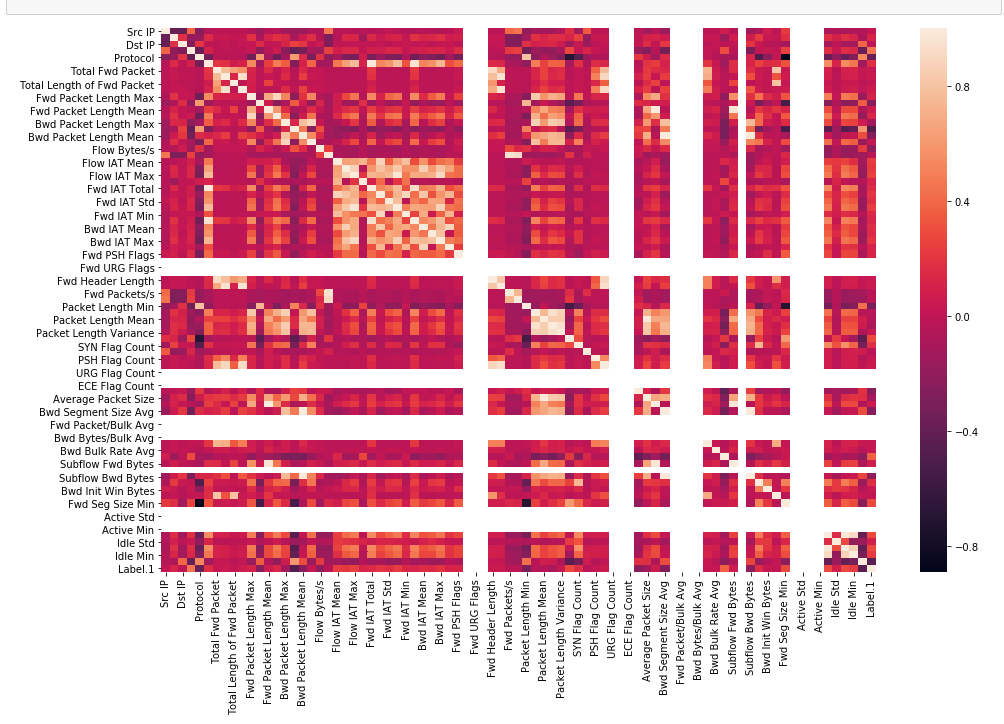 Src IP
Dst IP
Protocol
Total Fwd Packet
Total Length of Fwd Packet
Fwd Packet Length Max
Fwd Packet Length Mean
Bwd Packet Length Max
Bwd Packet Length Mean
Flow Bytes/s
Flow IAT Mean
Flow IAT Max
Fwd IAT Total
Fwd IAT Std
Fwd IAT Min
Bwd IAT Mean
Bwd IAT Max
Fwd PSH Flags
Fwd URG Flags
Fwd Header Length
Fwd Packets/s
Packet Length Min
Packet Length Mean
Packet Length Variance
SYN Flag Count
PSH Flag Count
URG Flag Count
ECE Flag Count
Average Packet Size
Bwd Segment Size Avg
Fwd Packet/Bulk Avg
Bwd Bytes/Bulk Avg
Bwd Bulk Rate Avg
Subflow Fwd Bytes
Subflow Bwd Bytes
Bwd Init Win Bytes
Fwd Seg Size Min
Active Std
Active Min
Idle Std
Idle Min
Label.1
Src IP
Dst IP
Protocol
Total Fwd Packet
Total Length of Fwd Packet
Fwd Packet Length Max
Fwd Packet Length Mean
Bwd Packet Length Max
Bwd Packet Length Mean
Flow Bytes/s
Flow IAT Mean
Flow IAT Max
Fwd IAT Total
Fwd IAT Std
Fwd IAT Min
Bwd IAT Mean
Bwd IAT Max
Fwd PSH Flags
Fwd URG Flags
Fwd Header Length
Fwd Packets/s
Packet Length Min
Packet Length Mean
Packet Length Variance
SYN Flag Count
PSH Flag Count
URG Flag Count
ECE Flag Count
Average Packet Size
Bwd Segment Size Avg
Fwd Packet/Bulk Avg
Bwd Bytes/Bulk Avg
Bwd Bulk Rate Avg
Subflow Fwd Bytes
Subflow Bwd Bytes
Bwd Init Win Bytes
Fwd Seg Size Min
Active Std
Active Min
Idle Std
Idle Min
Label.1
0.8
0.4
0.0
−0.4
−0.8